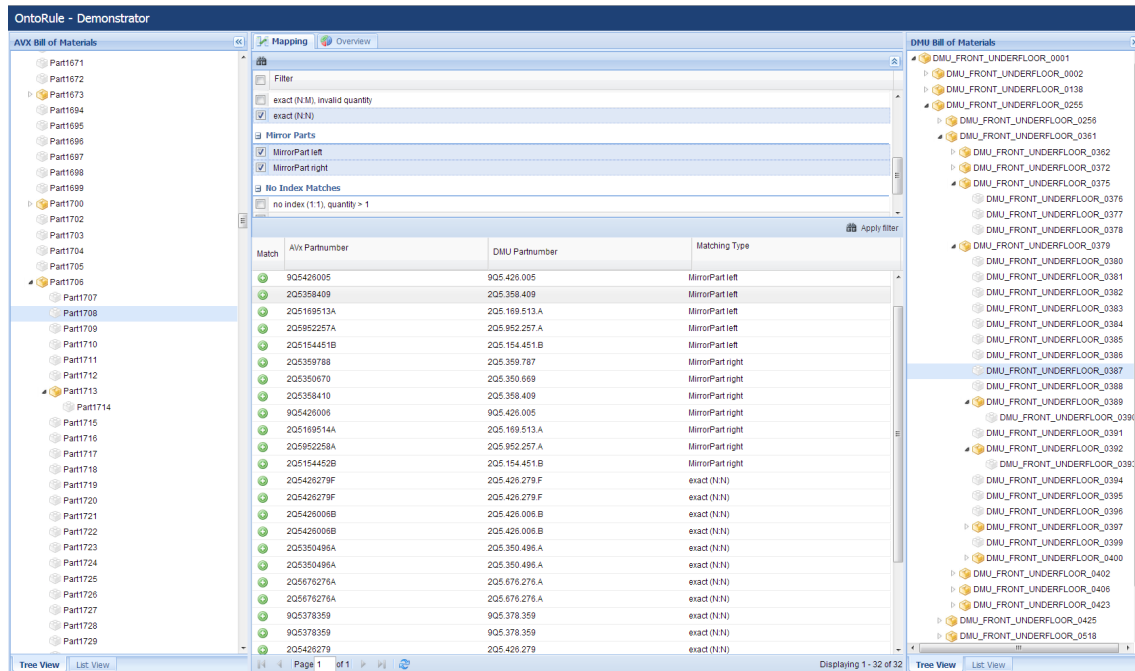 OntoRule - Demonstrator
AVX Bill of Materials
Part1671
Part1672
Part1673
Part1694
Part1695
Part1696
Part1697
Part1698
Part1699
Part1700
Part1702
Part1703
Part1704
Part1705
Part1706
Part1707
Part1708
Part1709
Part1710
Part1711
Part1712
Part1713
Part1714
Part1715
Part1716
Part1717
Part1718
Part1719
Part1720
Part1721
Part1722
Part1723
Part1724
Part1725
Part1726
Part1727
Part1728
Part1729
Tree View List View
Mapping Overview
Filter
exact (N:M), invalid quantity
exact (N:N)
Mirror Parts
MirrorPart left
MirrorPart right
No Index Matches
no index (1:1), quantity > 1
Apply filter
Match AVx Partnumber DMU Partnumber Matching Type
9Q5426005 9Q5.426.005 MirrorPart left
2Q5358409 2Q5.358.409 MirrorPart left
2Q5169513A 2Q5.169.513.A MirrorPart left
2Q5952257A 2Q5.952.257.A MirrorPart left
2Q5154451B 2Q5.154.451.B MirrorPart left
2Q5359788 2Q5.359.787 MirrorPart right
2Q5350670 2Q5.350.669 MirrorPart right
2Q5358410 2Q5.358.409 MirrorPart right
9Q5426006 9Q5.426.005 MirrorPart right
2Q5169514A 2Q5.169.513.A MirrorPart right
2Q5952258A 2Q5.952.257.A MirrorPart right
2Q5154452B 2Q5.154.451.B MirrorPart right
2Q5426279F 2Q5.426.279.F exact (N:N)
2Q5426279F 2Q5.426.279.F exact (N:N)
2Q5426006B 2Q5.426.006.B exact (N:N)
2Q5426006B 2Q5.426.006.B exact (N:N)
2Q5350496A 2Q5.350.496.A exact (N:N)
2Q5350496A 2Q5.350.496.A exact (N:N)
2Q5676276A 2Q5.676.276.A exact (N:N)
2Q5676276A 2Q5.676.276.A exact (N:N)
9Q5378359 9Q5.378.359 exact (N:N)
9Q5378359 9Q5.378.359 exact (N:N)
2Q5426279 2Q5.426.279 exact (N:N)
Page 1 of 1 Displaying 1 - 32 of 32
DMU Bill of Materials
DMU_FRONT_UNDERFLOOR_0001
DMU_FRONT_UNDERFLOOR_0002
DMU_FRONT_UNDERFLOOR_0138
DMU_FRONT_UNDERFLOOR_0255
DMU_FRONT_UNDERFLOOR_0256
DMU_FRONT_UNDERFLOOR_0361
DMU_FRONT_UNDERFLOOR_0362
DMU_FRONT_UNDERFLOOR_0372
DMU_FRONT_UNDERFLOOR_0375
DMU_FRONT_UNDERFLOOR_0376
DMU_FRONT_UNDERFLOOR_0377
DMU_FRONT_UNDERFLOOR_0378
DMU_FRONT_UNDERFLOOR_0379
DMU_FRONT_UNDERFLOOR_0380
DMU_FRONT_UNDERFLOOR_0381
DMU_FRONT_UNDERFLOOR_0382
DMU_FRONT_UNDERFLOOR_0383
DMU_FRONT_UNDERFLOOR_0384
DMU_FRONT_UNDERFLOOR_0385
DMU_FRONT_UNDERFLOOR_0386
DMU_FRONT_UNDERFLOOR_0387
DMU_FRONT_UNDERFLOOR_0388
DMU_FRONT_UNDERFLOOR_0389
DMU_FRONT_UNDERFLOOR_0390
DMU_FRONT_UNDERFLOOR_0391
DMU_FRONT_UNDERFLOOR_0392
DMU_FRONT_UNDERFLOOR_0393
DMU_FRONT_UNDERFLOOR_0394
DMU_FRONT_UNDERFLOOR_0395
DMU_FRONT_UNDERFLOOR_0396
DMU_FRONT_UNDERFLOOR_0397
DMU_FRONT_UNDERFLOOR_0399
DMU_FRONT_UNDERFLOOR_0400
DMU_FRONT_UNDERFLOOR_0402
DMU_FRONT_UNDERFLOOR_0406
DMU_FRONT_UNDERFLOOR_0423
DMU_FRONT_UNDERFLOOR_0425
DMU_FRONT_UNDERFLOOR_0518
Tree View List View